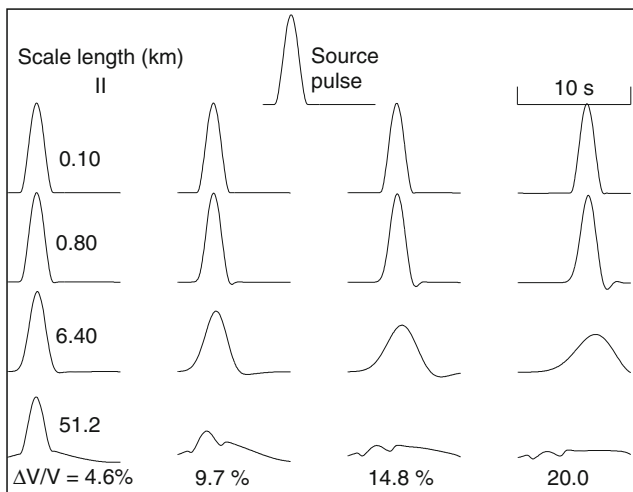 Scale length (km)
II
Source
pulse
10 s
0.10
0.80
6.40
51.2
ΔV/V = 4.6%
9.7 %
14.8 %
20.0